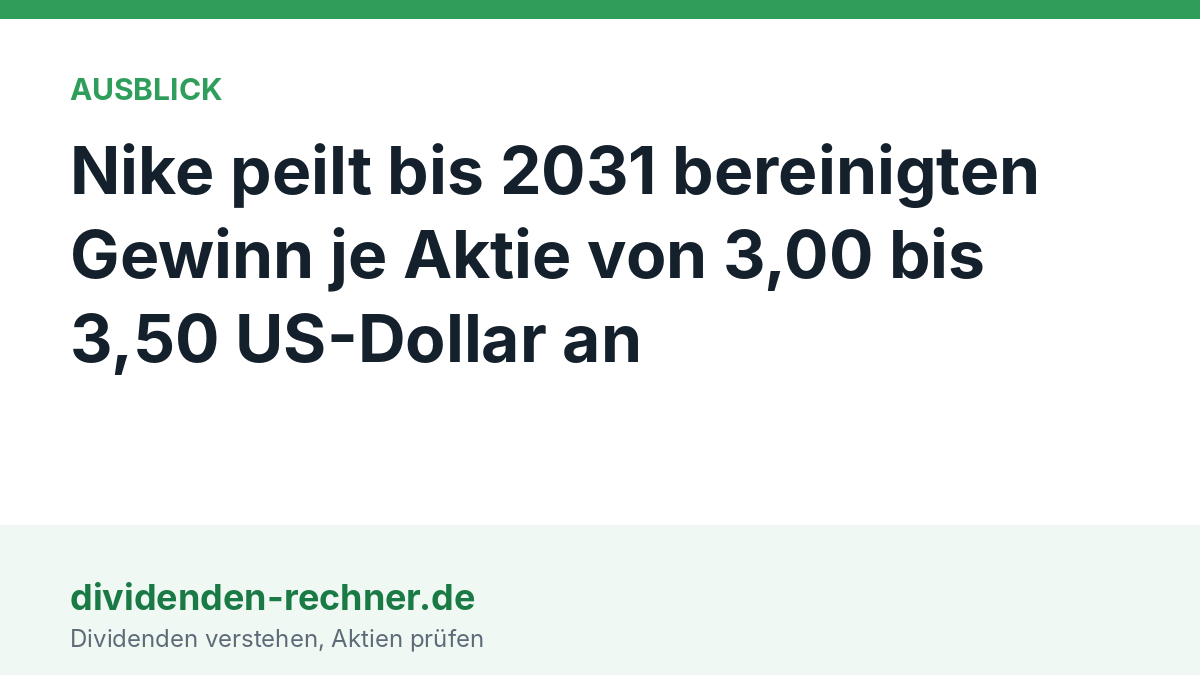 AUSBLICK
Nike peilt bis 2031 bereinigten
Gewinn je Aktie von 3,00 bis
3,50 US-Dollar an
dividenden-rechner.de
Dividenden verstehen, Aktien prüfen